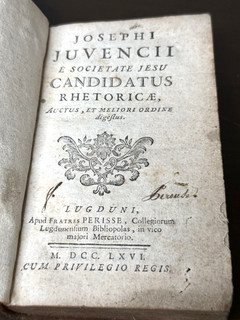 JOSEPHI
JUVENCII
E SOCIETATE JESU
CANDIDATUS
RHETORICÆ,
AUCTUS, ET MELIORI ORDINE
digestus.
LUGDUNI,
Apud FRATRES PERISSE, Collegiorum
Lugdunensium Bibliopolas, in vico
majori Mercatorio.
M. DCC. LXVI.
CUM PRIVILEGIO REGIS.